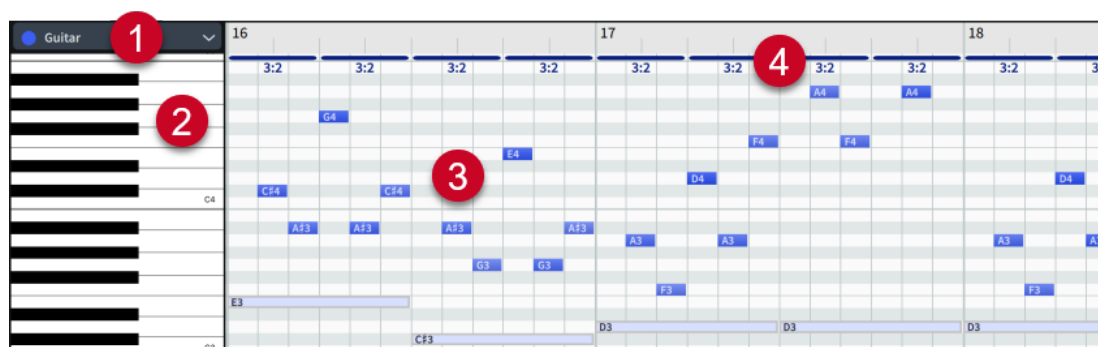 Guitar 1 16 17 18
3:2 3:2 3:2 3:2 3:2 3:2 4 3:2 3:2 3:2
A4 A4
2 G4
F4 F4
3 E4
D4 D4
C♯4 C♯4
C4
A♯3 A♯3 A♯3 A♯3
A3 A3 A3
G3 G3
F3 F3
E3
D3 D3 D3
C♯3